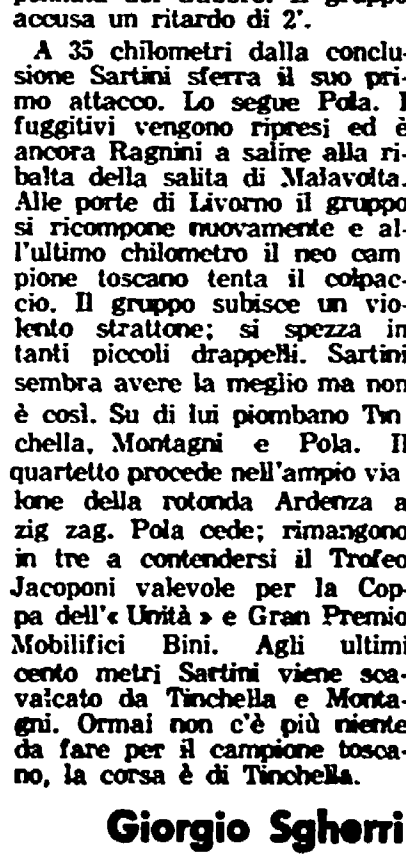 accusa un ritardo di 2'.
A 35 chilometri dalla conclu-
sione Sartini sferra il suo pri-
mo attacco. Lo segue Pola. I
fuggitivi vengono ripresi ed è
ancora Ragnini a salire alla ri-
balta della salita di Malavolta.
Alle porte di Livorno il gruppo
si ricompone nuovamente e al-
l'ultimo chilometro il neo cam
pione toscano tenta il colpac-
cio. Il gruppo subisce un vio-
lento strattone; si spezza in
tanti piccoli drappelli. Sartini
sembra avere la meglio ma non
è così. Su di lui piombano Tin
chella, Montagni e Pola. Il
quartetto procede nell'ampio via
lone della rotonda Ardenza a
zig zag. Pola cede; rimangono
in tre a contendersi il Trofeo
Jacoponi valevole per la Cop-
pa dell'« Unità » e Gran Premio
Mobilifici Bini. Agli ultimi
cento metri Sartini viene sca-
valcato da Tinchella e Monta-
gni. Ormai non c'è più niente
da fare per il campione tosca-
no, la corsa è di Tinchella.
Giorgio Sgherri